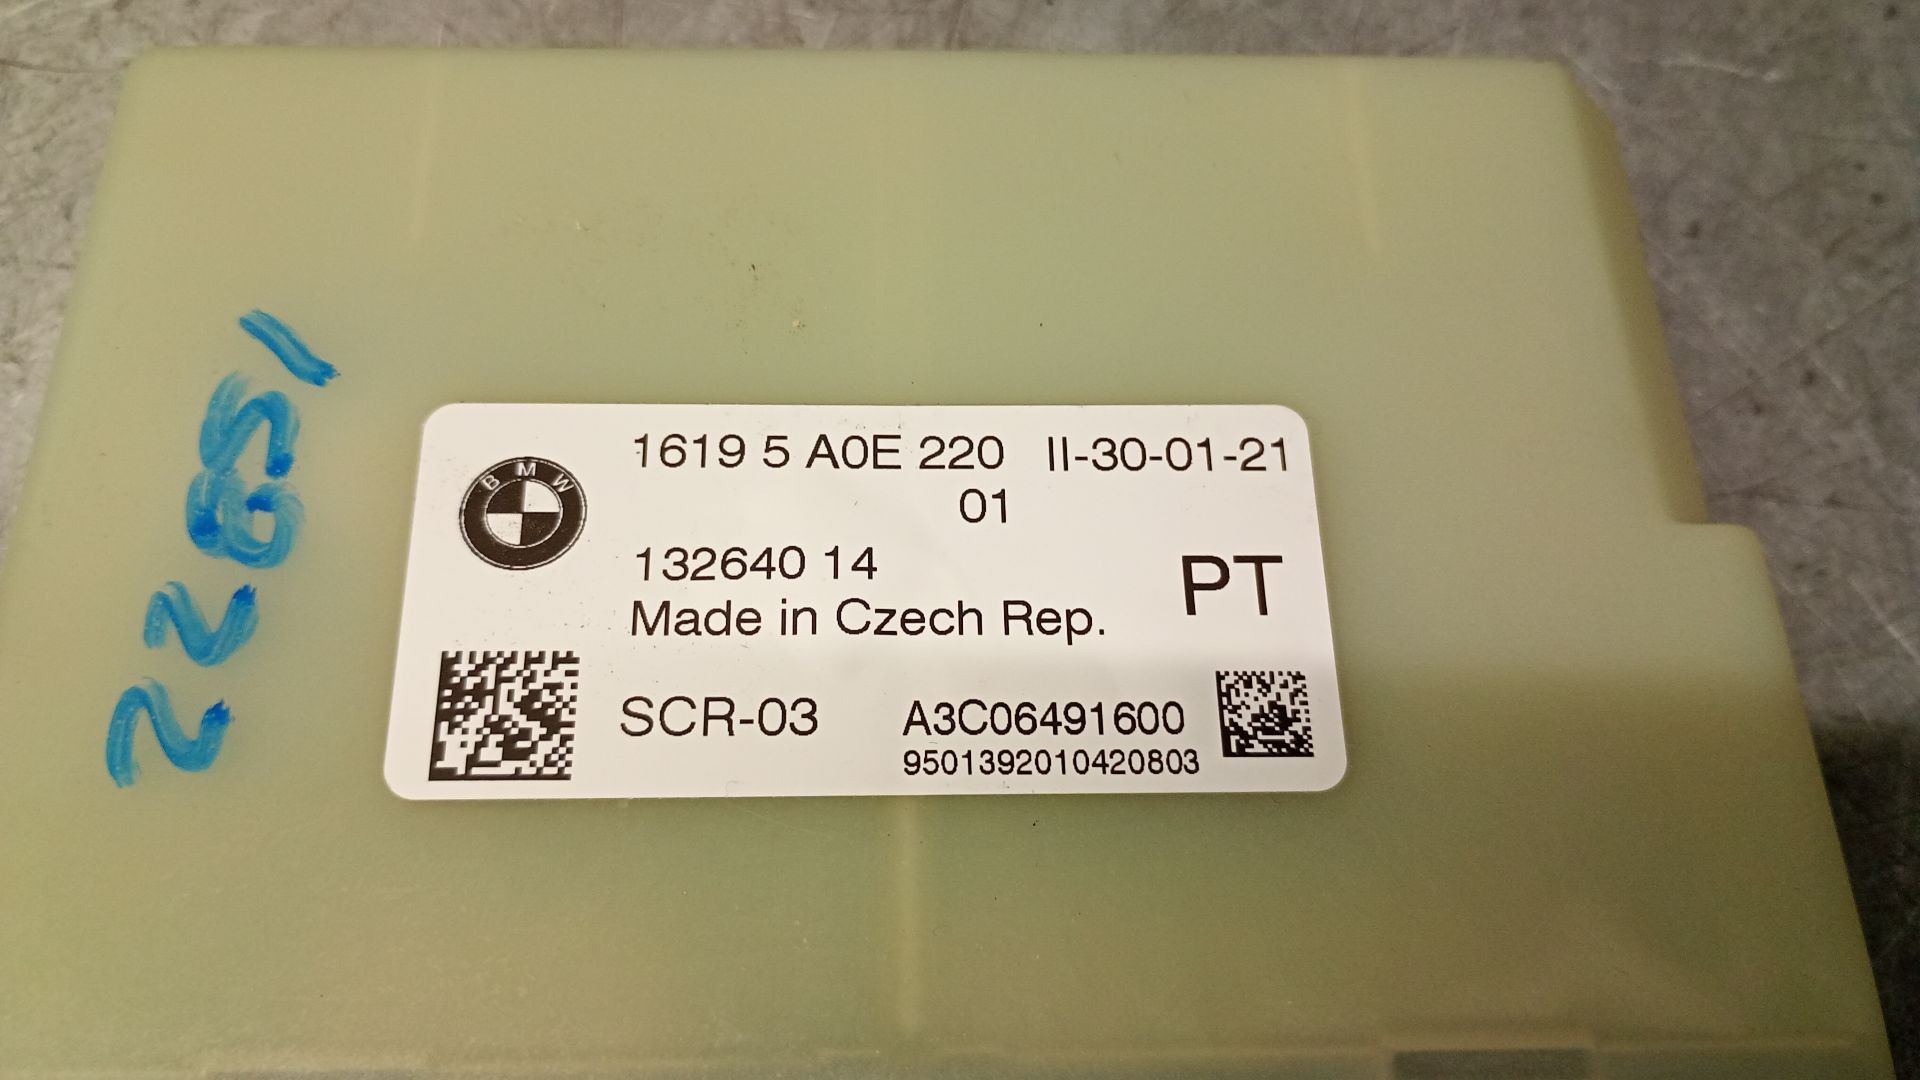 22651
BMW
1619 5 A0E 220 II-30-01-21
01
132640 14
PT
Made in Czech Rep.
SCR-03 A3C06491600
9501392010420803